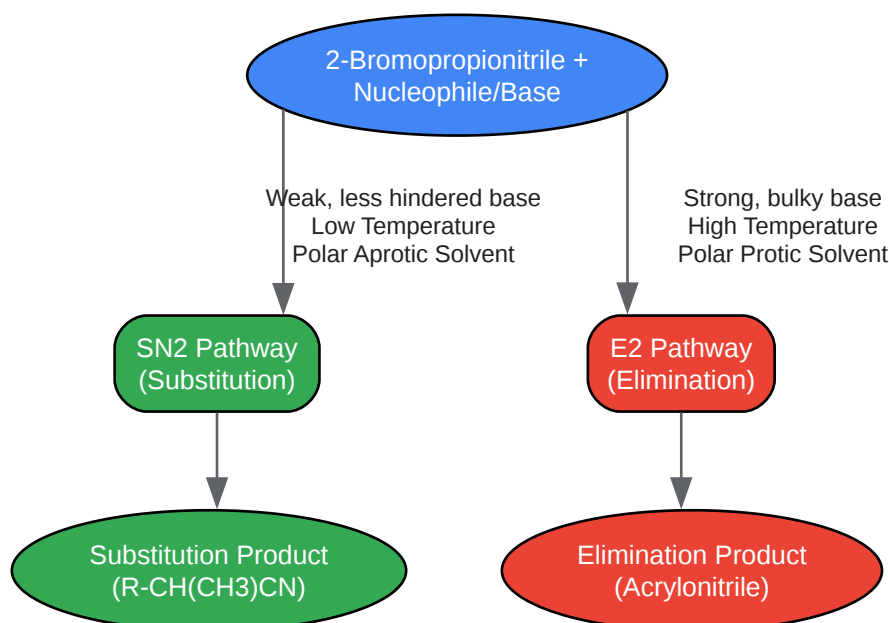 2-Bromopropionitrile +
Nucleophile/Base
Weak, less hindered base
Low Temperature
Polar Aprotic Solvent
Strong, bulky base
High Temperature
Polar Protic Solvent
SN2 Pathway
(Substitution)
E2 Pathway
(Elimination)
Substitution Product
(R-CH(CH3)CN)
Elimination Product
(Acrylonitrile)